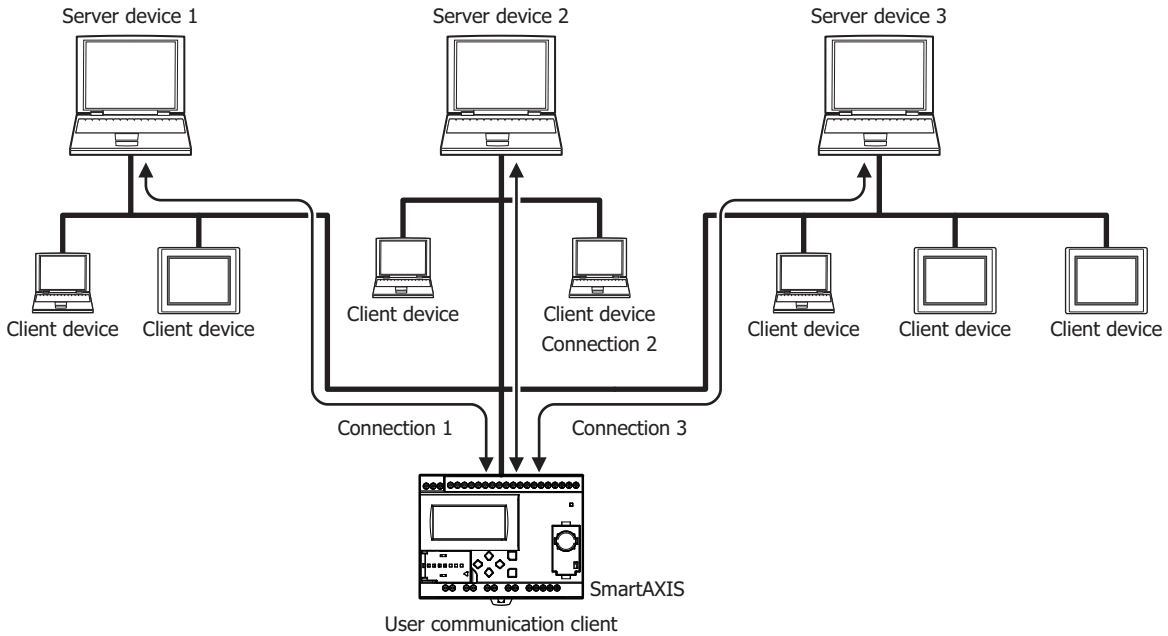 Server device 1
Server device 2
Server device 3
Client device
Client device
Client device
Client device
Client device
Client device
Client device
Connection 2
Connection 1
Connection 3
SmartAXIS
User communication client